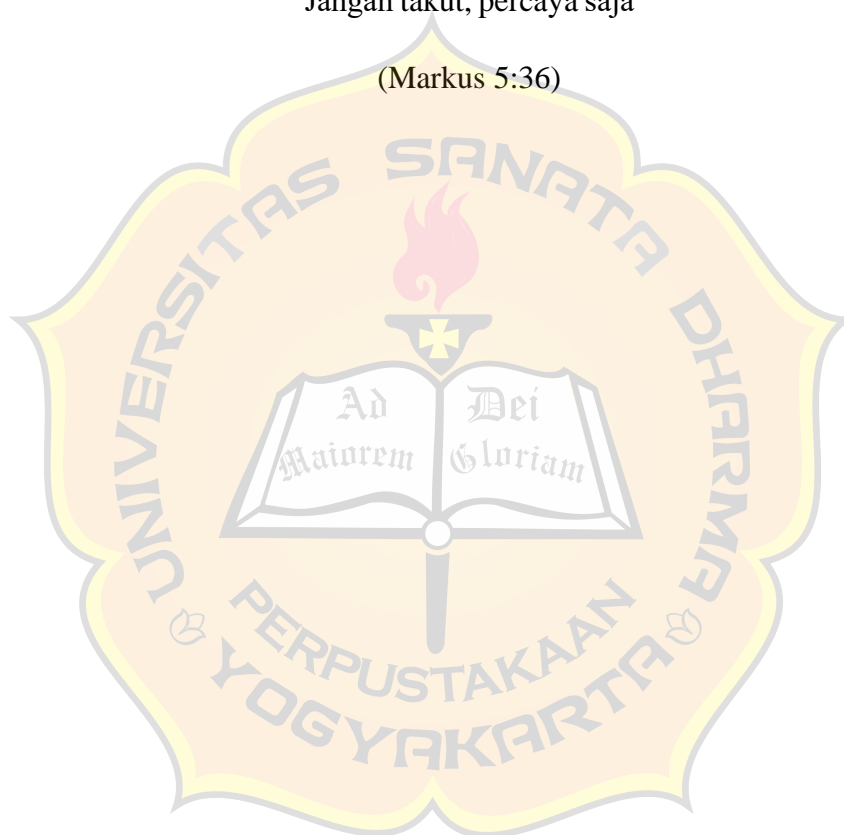 Jangan takut, percaya saja
(Markus 5:36)
UNIVERSITAS SANATA DHARMA
Ad
Maiorem
Dei
Gloriam
PERPUSTAKAAN
YOGYAKARTA